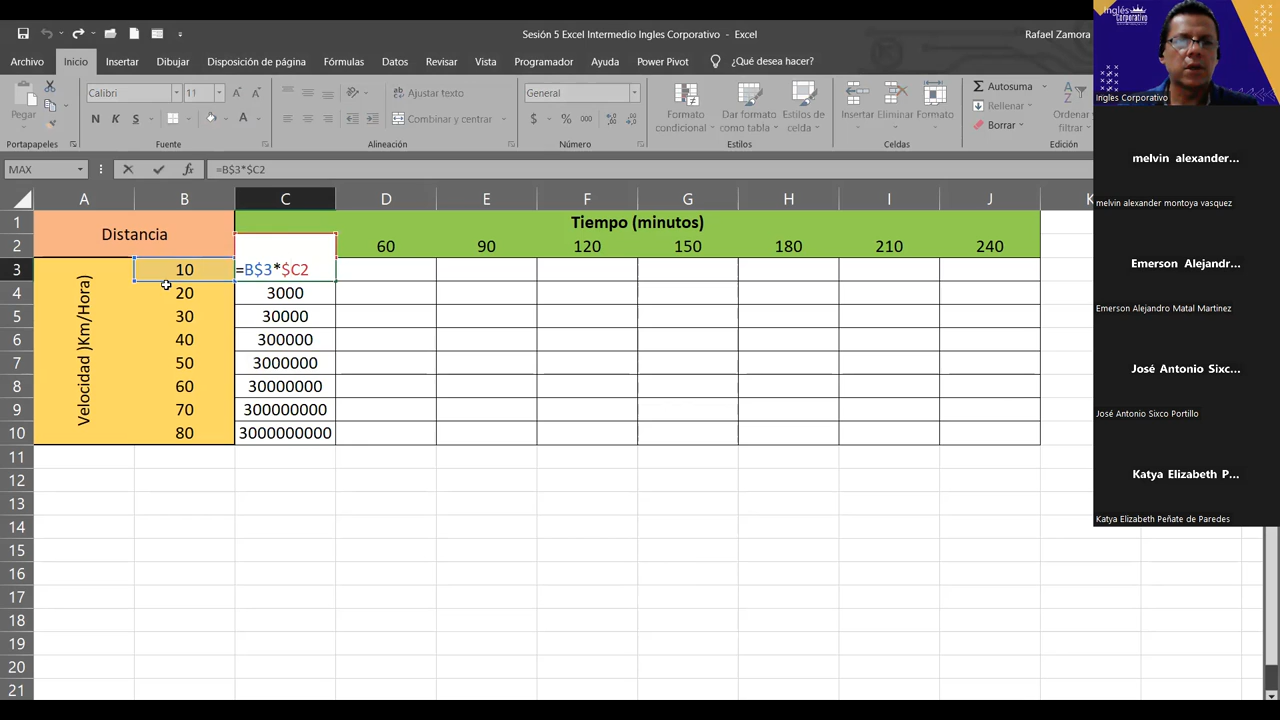 Sesión 5 Excel Intermedio Ingles Corporativo - Excel
Rafael Zamora
Archivo Inicio Insertar Dibujar Disposición de página Fórmulas Datos Revisar Vista Programador Ayuda Power Pivot ¿Qué desea hacer?
Pegar
Calibri 11
N K S
Ajustar texto
Combinar y centrar
General
$ % 000
Formato condicional
Dar formato como tabla
Estilos de celda
Insertar Eliminar Formato
Autosuma
Rellenar
Borrar
Ordenar y filtrar
Portapapeles Fuente Alineación Número Estilos Celdas Edición
MAX fx =B$3*$C2
A B C D E F G H I J K
1 Tiempo (minutos)
Distancia
2 60 90 120 150 180 210 240
3 10 =B$3*$C2
4 20 3000
5 30 30000
6 40 300000
7 50 3000000
8 60 30000000
9 70 300000000
10 80 3000000000
Velocidad )Km/Hora)
11
12
13
14
15
16
17
18
19
20
21
Inglés
Corporativo
Ingles Corporativo
melvin alexander...
melvin alexander montoya vasquez
Emerson Alejandr...
Emerson Alejandro Matal Martinez
José Antonio Sixc...
José Antonio Sixco Portillo
Katya Elizabeth P...
Katya Elizabeth Peñate de Paredes